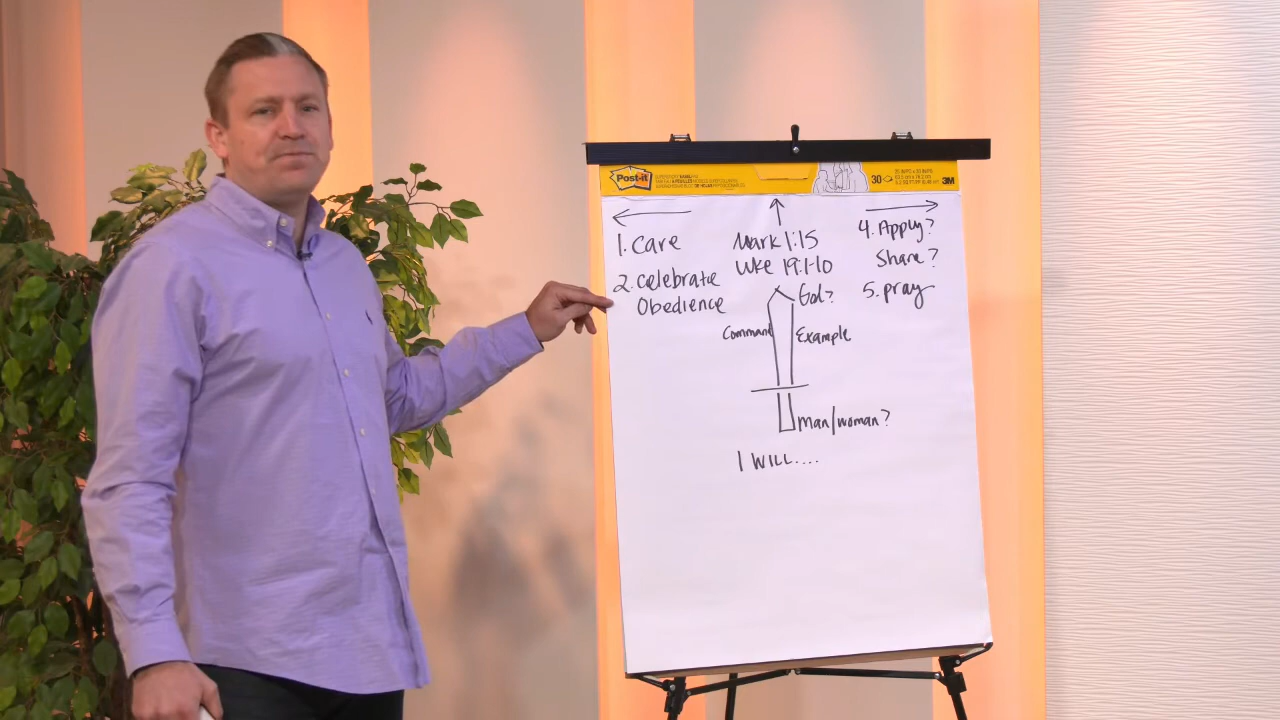 Post-it
30
3M
1. Care
2. Celebrate
Obedience
Mark 1:15
Luke 19:1-10
God?
Command
Example
Man/woman?
I WILL....
4. Apply?
Share?
5. pray